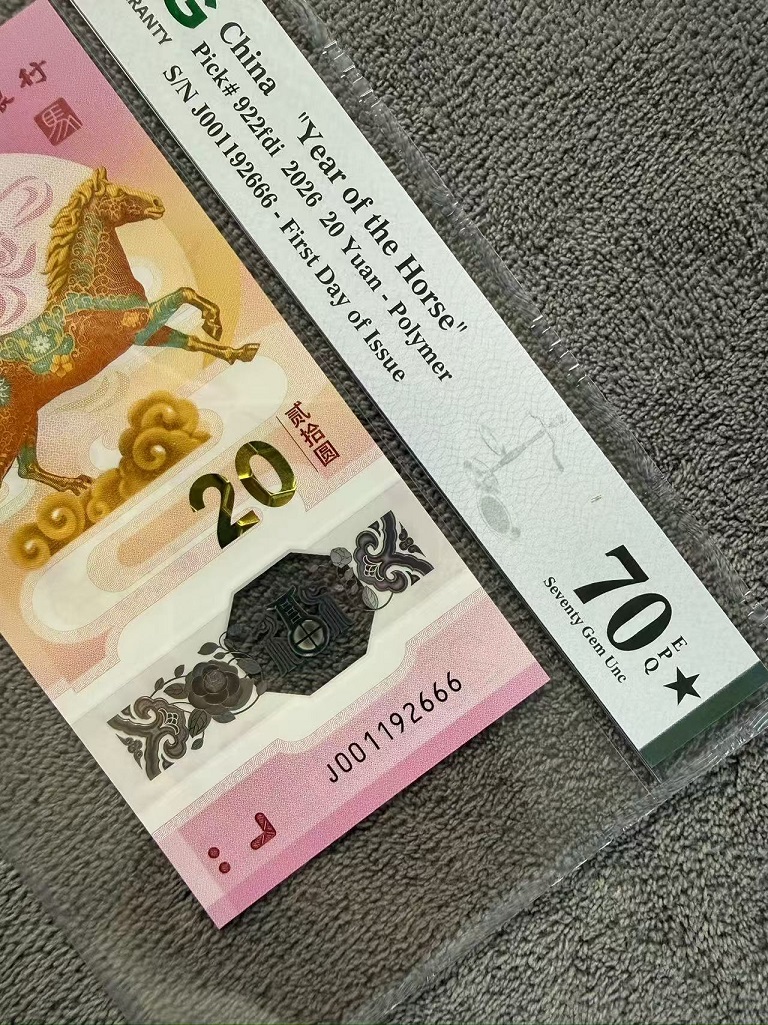 G
RANTY
China
"Year of the Horse"
Pick# 922fdi 2026 20 Yuan - Polymer
S/N J001192666 - First Day of Issue
70
EPQ
★
Seventy Gem Unc
行
馬
20
贰拾圆
J001192666